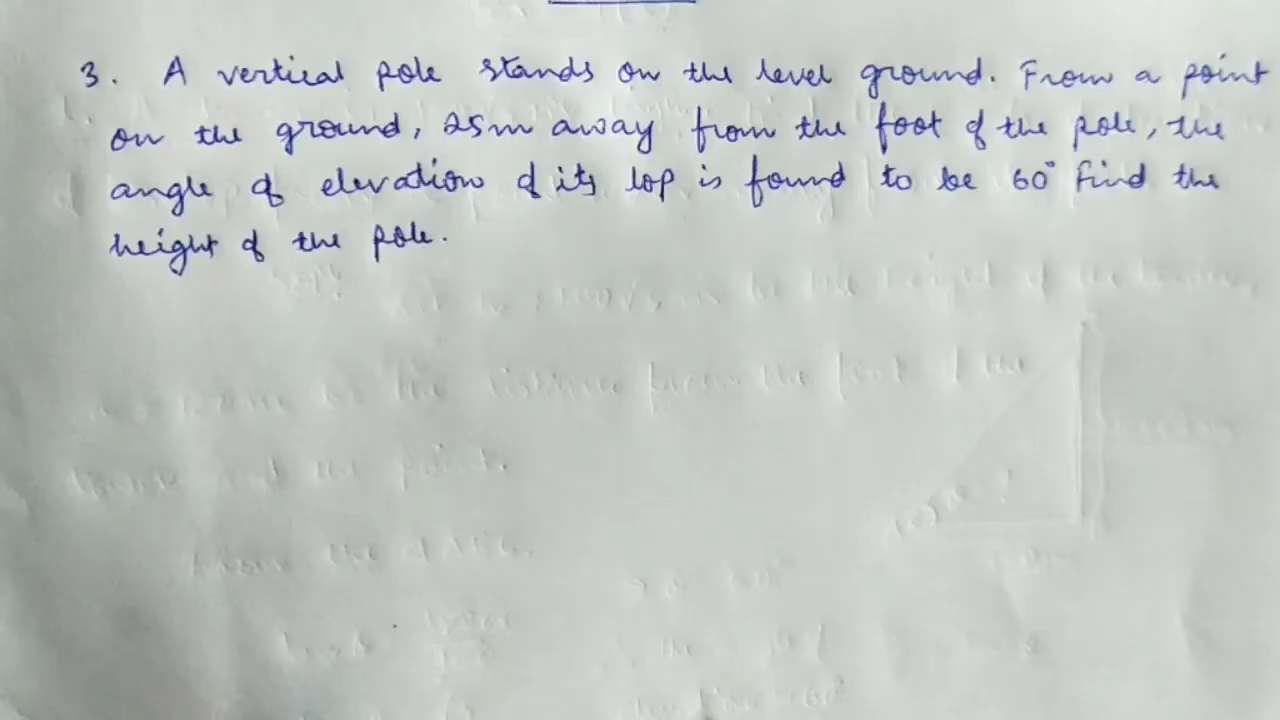 3. A vertical pole stands on the level ground. From a point
on the ground, 25m away from the foot of the pole, the
angle of elevation of its top is found to be 60° Find the
height of the pole.